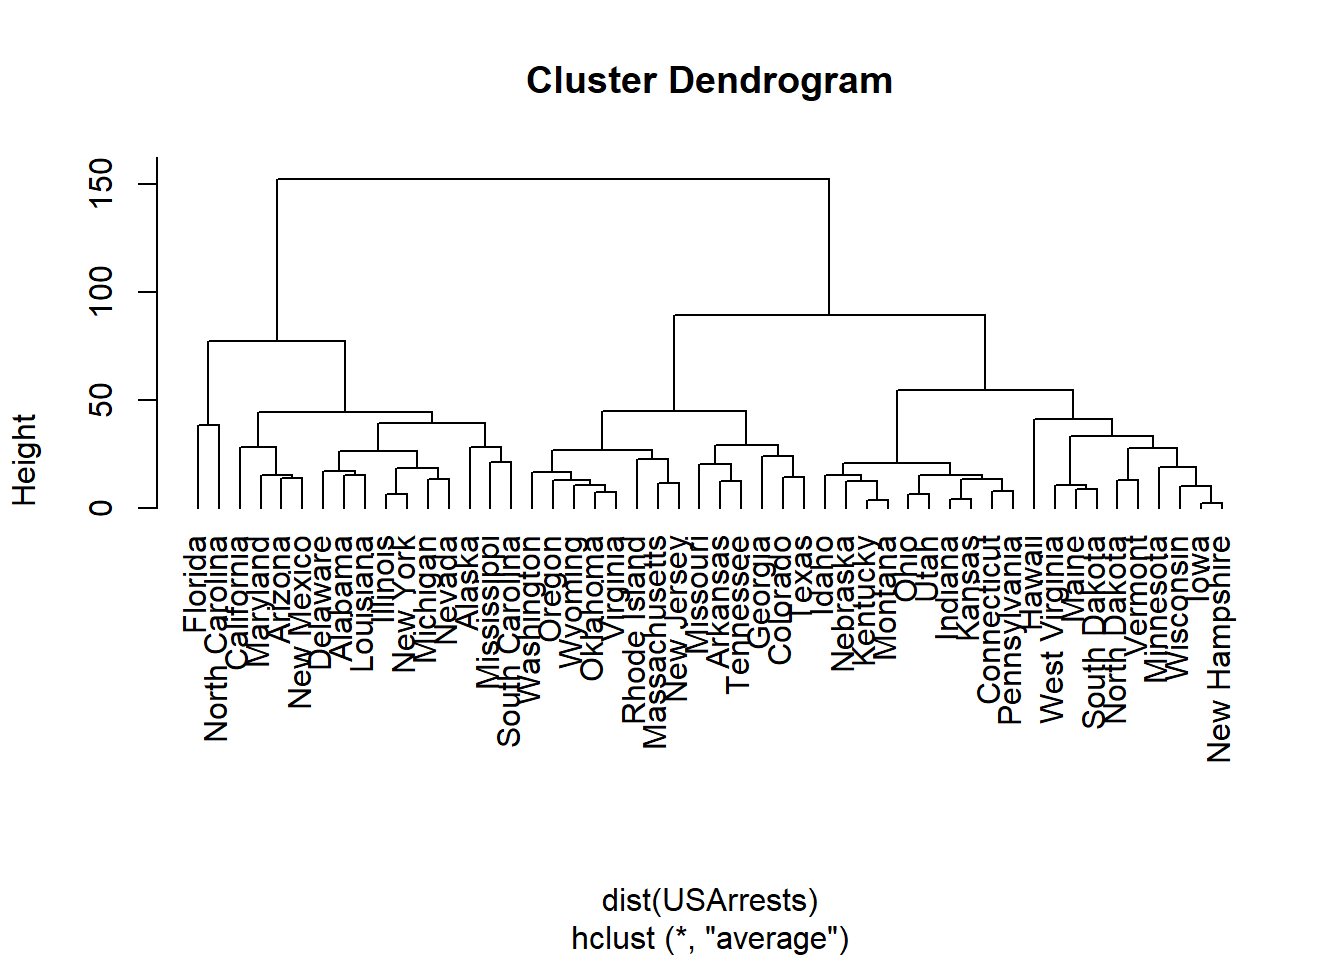 Cluster Dendrogram
Height
150
100
50
0
Florida
North Carolina
California
Maryland
Arizona
New Mexico
Delaware
Alabama
Louisiana
Illinois
New York
Michigan
Nevada
Alaska
Mississippi
South Carolina
Washington
Oregon
Wyoming
Oklahoma
Virginia
Rhode Island
Massachusetts
New Jersey
Missouri
Arkansas
Tennessee
Georgia
Colorado
Texas
Idaho
Nebraska
Kentucky
Montana
Ohio
Utah
Indiana
Kansas
Connecticut
Pennsylvania
Hawaii
West Virginia
Maine
South Dakota
North Dakota
Vermont
Minnesota
Wisconsin
Iowa
New Hampshire
dist(USArrests)
hclust (*, "average")